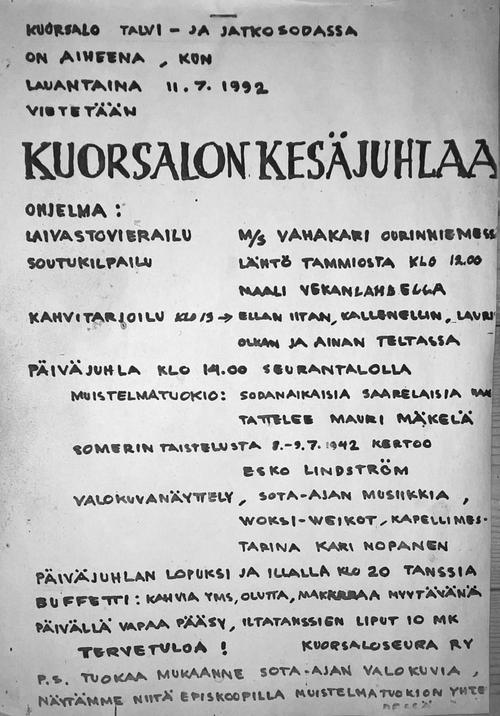 KUORSALO TALVI - JA JATKOSODASSA
ON AIHEENA, KUN
LAUANTAINA 11.7.1992
VIETETÄÄN
KUORSALON KESÄJUHLAA
OHJELMA:
LAIVASTOVIERAILU M/S VAHAKARI OURINNIEMESS
SOUTUKILPAILU LÄHTÖ TAMMIOSTA KLO 12.00
MAALI VEKANLAHDELLA
KAHVITARJOILU KLO 13 → ELLAN IITAN, KALLENELLIN, LAURI
OLKAN JA AINAN TELTASSA
PÄIVÄJUHLA KLO 14.00 SEURANTALOLLA
MUISTELMATUOKIO: SODANAIKAISIA SAARELAISIA HAA
TATTELEE MAURI MÄKELÄ
SOMERIN TAISTELUSTA 8.-9.7.1942 KERTOO
ESKO LINDSTRÖM
VALOKUVANÄYTTELY, SOTA-AJAN MUSIIKKIA,
WOKSI-WEIKOT, KAPELLIMES-
TARINA KARI NOPANEN
PÄIVÄJUHLAN LOPUKSI JA ILLALLA KLO 20 TANSSIA
BUFFETTI: KAHVIA YMS, OLUTTA, MAKKARAA MYYTÄVÄNÄ
PÄIVÄLLÄ VAPAA PÄÄSY, ILTATANSSIEN LIPUT 10 MK
TERVETULOA! KUORSALOSEURA RY
P.S. TUOKAA MUKAANNE SOTA-AJAN VALOKUVIA,
NÄYTÄMME NIITÄ EPISKOOPILLA MUISTELMATUOKION YHTE
DESSÄ